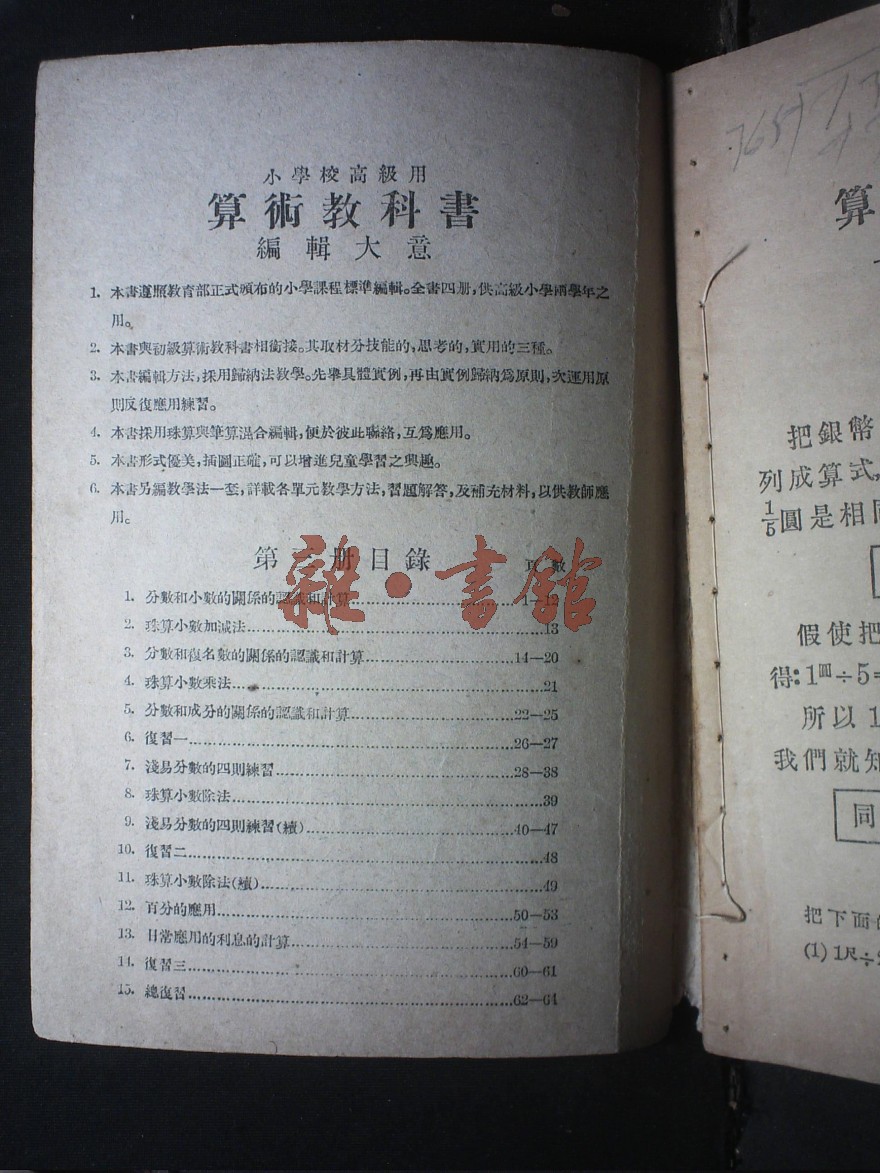 小學校高級用
算術教科書
編輯大意
1. 本書遵照教育部正式頒布的小學課程標準編輯。全書四册，供高級小學兩學年之
用。
2. 本書與初級算術教科書相銜接。其取材分技能的，思考的，實用的三種。
3. 本書編輯方法，採用歸納法教學。先舉具體實例，再由實例歸納爲原則，次運用原
則反復應用練習。
4. 本書採用珠算與筆算混合編輯，便於彼此聯絡，互爲應用。
5. 本書形式優美，插圖正確，可以增進兒童學習之興趣。
6. 本書另編教學法一套，詳載各單元教學方法，習題解答，及補充材料，以供教師應
用。
第 册目錄 頁數
雜·書館
1. 分數和小數的關係的認識和計算……1—12
2. 珠算小數加減法……13
3. 分數和復名數的關係的認識和計算……14—20
4. 珠算小數乘法……21
5. 分數和成分的關係的認識和計算……22—25
6. 復習一……26—27
7. 淺易分數的四則練習……28—38
8. 珠算小數除法……39
9. 淺易分數的四則練習(續)……40—47
10. 復習二……48
11. 珠算小數除法(續)……49
12. 百分的應用……50—53
13. 日常應用的利息的計算……54—59
14. 復習三……60—61
15. 總復習……62—64
765
算
把銀幣
列成算式，
1/5圓是相同
假使把
得：1圓÷5=
所以1
我們就知
同
把下面
(1) 1尺÷